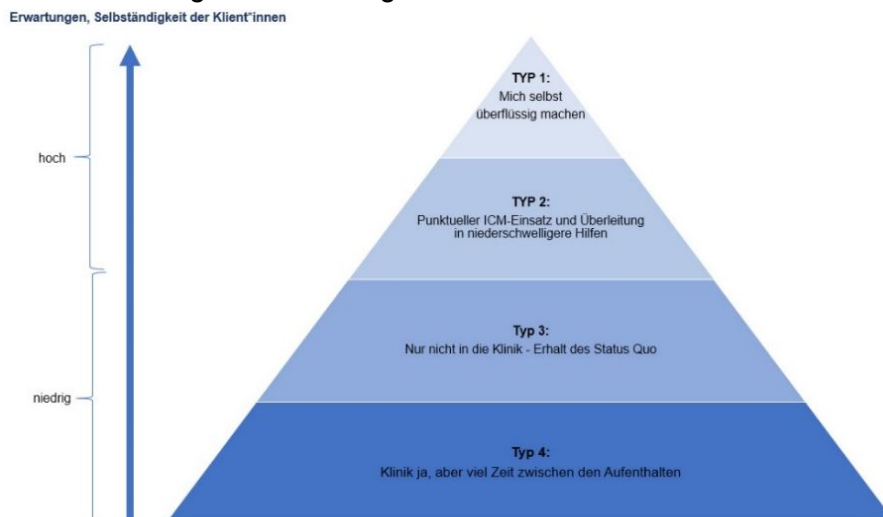 Erwartungen, Selbständigkeit der Klient*innen
TYP 1:
Mich selbst
überflüssig machen
hoch
TYP 2:
Punktueller ICM-Einsatz und Überleitung
in niederschwelligere Hilfen
Typ 3:
Nur nicht in die Klinik - Erhalt des Status Quo
niedrig
Typ 4:
Klinik ja, aber viel Zeit zwischen den Aufenthalten